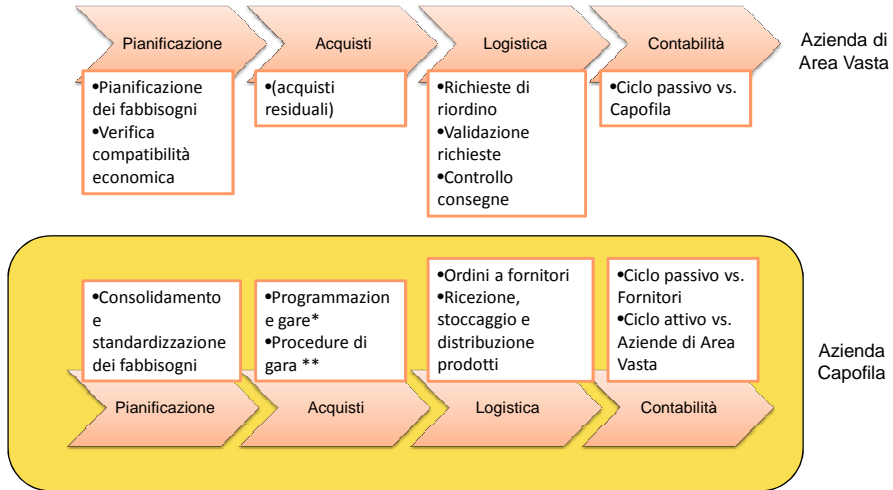 Pianificazione
Acquisti
Logistica
Contabilità
Azienda di
Area Vasta
•Pianificazione
dei fabbisogni
•Verifica
compatibilità
economica
•(acquisti
residuali)
•Richieste di
riordino
•Validazione
richieste
•Controllo
consegne
•Ciclo passivo vs.
Capofila
•Consolidamento
e
standardizzazione
dei fabbisogni
•Programmazion
e gare*
•Procedure di
gara **
•Ordini a fornitori
•Ricezione,
stoccaggio e
distribuzione
prodotti
•Ciclo passivo vs.
Fornitori
•Ciclo attivo vs.
Aziende di Area
Vasta
Azienda
Capofila
Pianificazione
Acquisti
Logistica
Contabilità